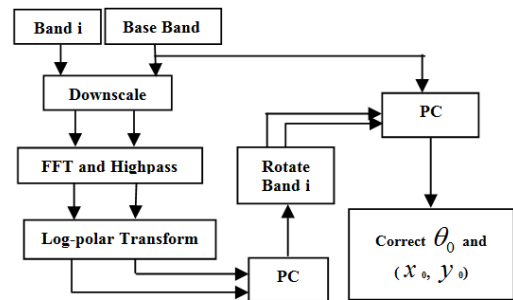 Band i
Base Band
Downscale
PC
FFT and Highpass
Rotate
Band i
Log-polar Transform
PC
Correct θ₀ and
(x₀, y₀)